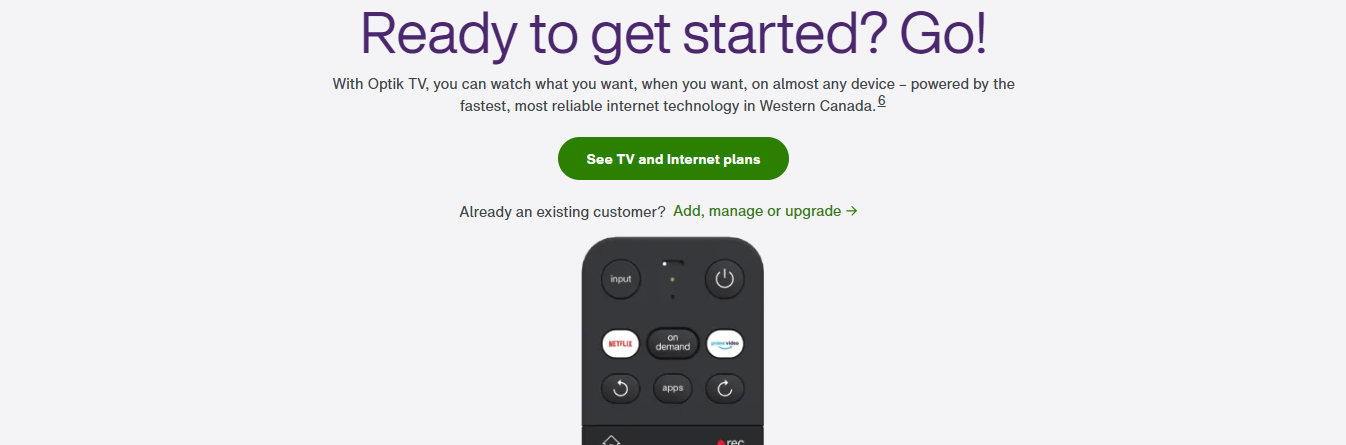 Ready to get started? Go!
With Optik TV, you can watch what you want, when you want, on almost any device – powered by the
fastest, most reliable internet technology in Western Canada.6
See TV and Internet plans
Already an existing customer? Add, manage or upgrade →
input
NETFLIX
on
demand
prime video
apps
rec